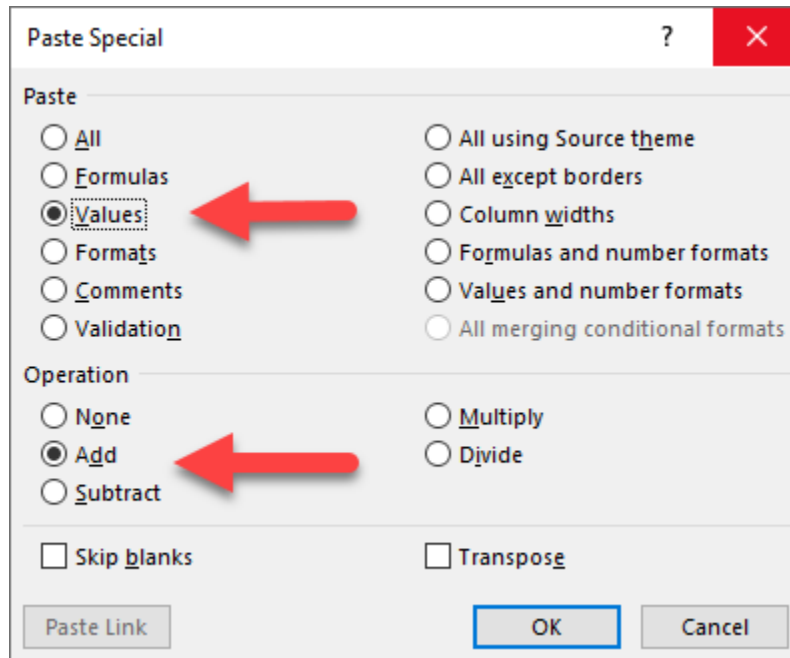 Paste Special ?
Paste
All
All using Source theme
Formulas
All except borders
Values
Column widths
Formats
Formulas and number formats
Comments
Values and number formats
Validation
All merging conditional formats
Operation
None
Multiply
Add
Divide
Subtract
Skip blanks
Transpose
Paste Link
OK
Cancel